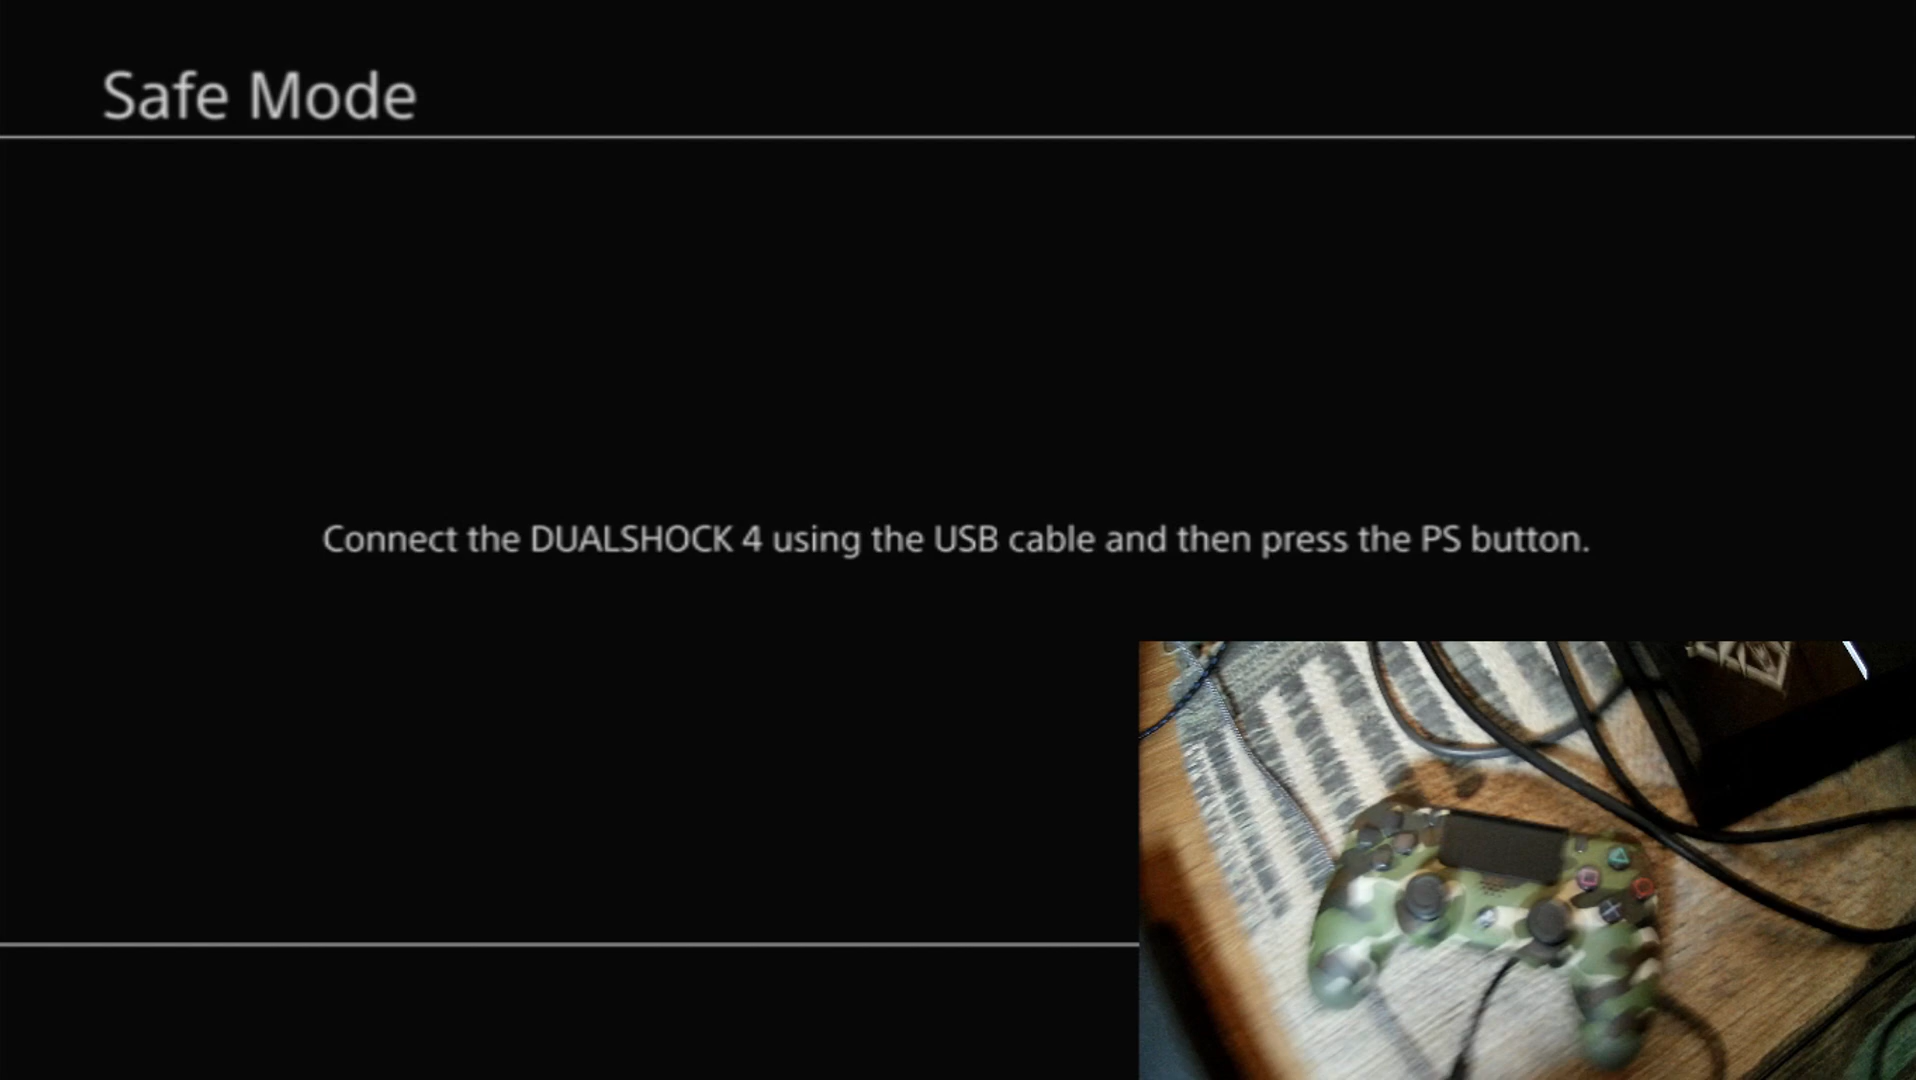 Safe Mode
Connect the DUALSHOCK 4 using the USB cable and then press the PS button.